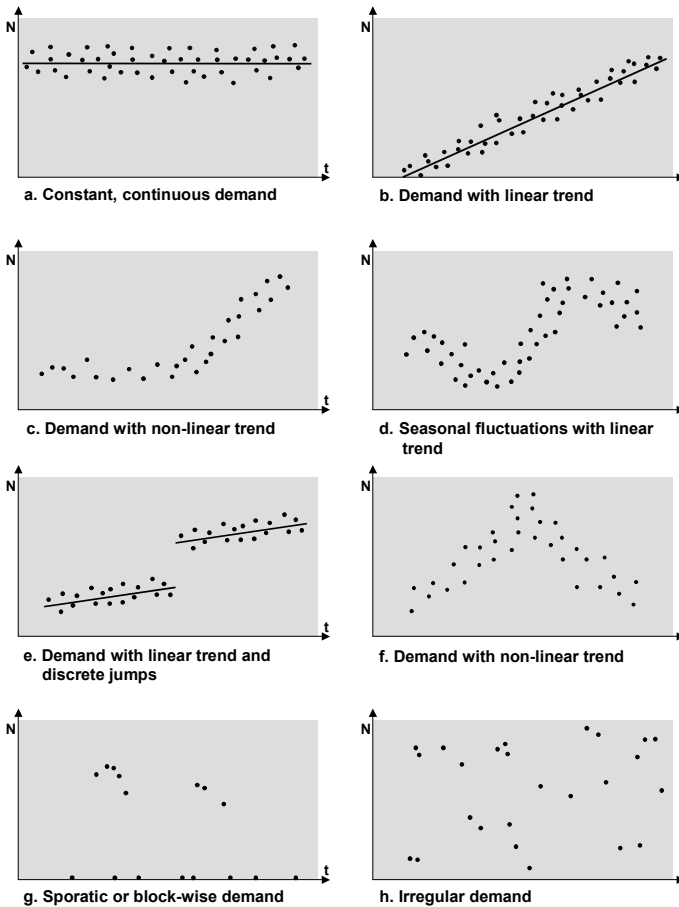 N
N
t
a. Constant, continuous demand
b. Demand with linear trend
N
N
t
c. Demand with non-linear trend
d. Seasonal fluctuations with linear
trend
N
N
t
e. Demand with linear trend and
discrete jumps
f. Demand with non-linear trend
N
N
t
g. Sporatic or block-wise demand
h. Irregular demand